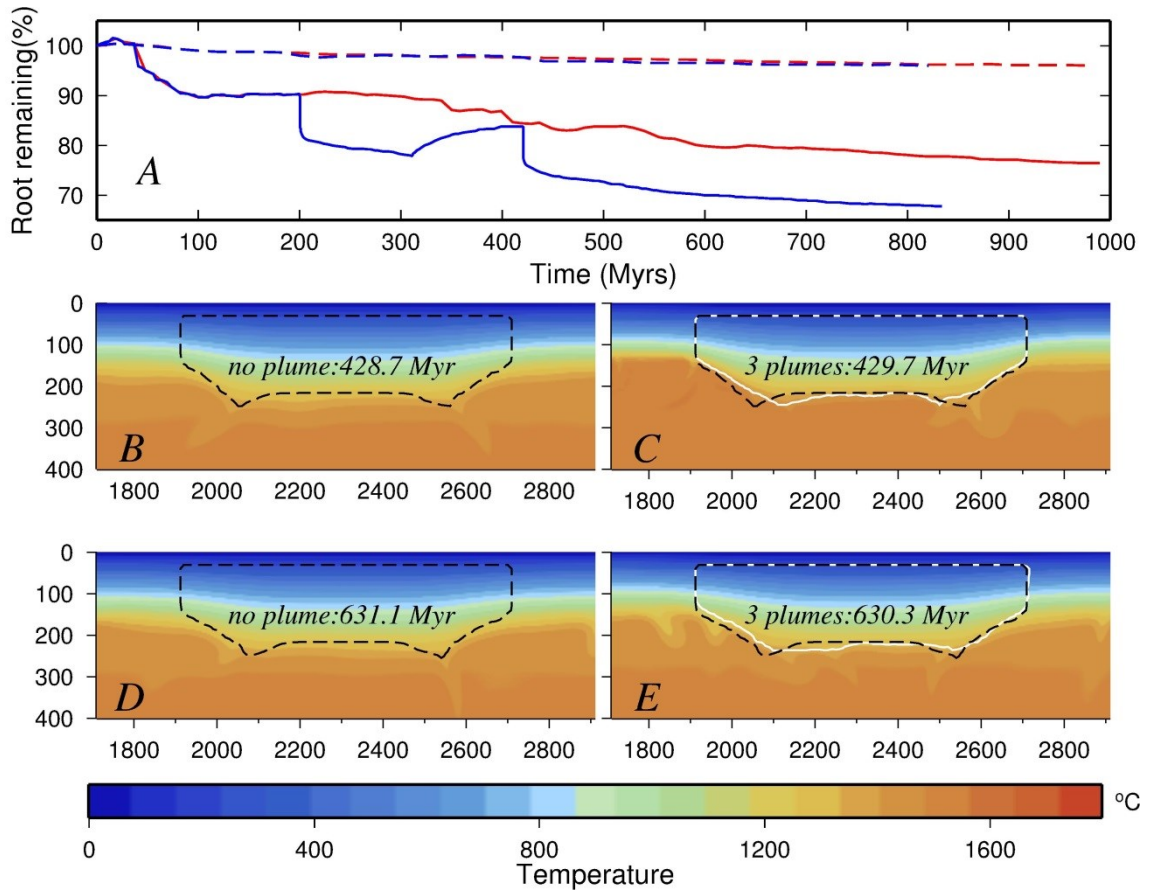 Root remaining(%)
100
90
80
70
A
0 100 200 300 400 500 600 700 800 900 1000
Time (Myrs)
0
100
200
300
400
no plume:428.7 Myr
B
1800 2000 2200 2400 2600 2800
3 plumes:429.7 Myr
C
1800 2000 2200 2400 2600 2800
0
100
200
300
400
no plume:631.1 Myr
D
1800 2000 2200 2400 2600 2800
3 plumes:630.3 Myr
E
1800 2000 2200 2400 2600 2800
°C
0 400 800 1200 1600
Temperature